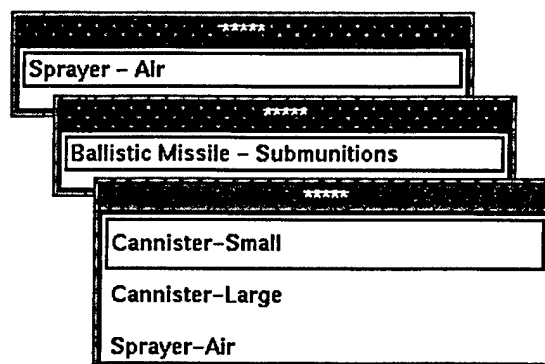 *****
Sprayer – Air
*****
Ballistic Missile – Submunitions
*****
Cannister–Small
Cannister–Large
Sprayer–Air